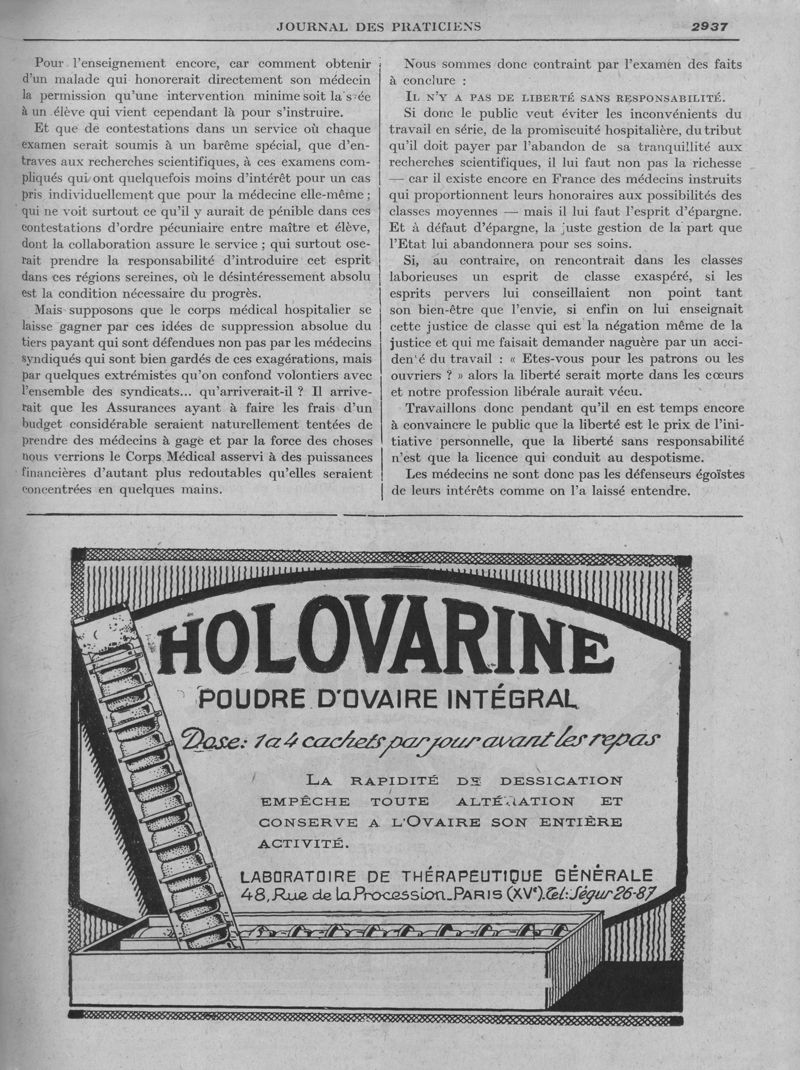 JOURNAL DES PRATICIENS
2937
Pour l'enseignement encore, car comment obtenir
d'un malade qui honorerait directement son médecin
la permission qu'une intervention minime soit la s ée
à un élève qui vient cependant là pour s'instruire.
Et que de contestations dans un service où chaque
examen serait soumis à un barême spécial, que d'en-
traves aux recherches scientifiques, à ces examens com-
pliqués qui ont quelquefois moins d'intérêt pour un cas
pris individuellement que pour la médecine elle-même ;
qui ne voit surtout ce qu'il y aurait de pénible dans ces
contestations d'ordre pécuniaire entre maître et élève,
dont la collaboration assure le service ; qui surtout ose-
rait prendre la responsabilité d'introduire cet esprit
dans ces régions sereines, où le désintéressement absolu
est la condition nécessaire du progrès.
Mais supposons que le corps médical hospitalier se
laisse gagner par ces idées de suppression absolue du
tiers payant qui sont défendues non pas par les médecins
syndiqués qui sont bien gardés de ces exagérations, mais
par quelques extrémistes qu'on confond volontiers avec
l'ensemble des syndicats... qu'arriverait-il ? Il arrive-
rait que les Assurances ayant à faire les frais d'un
budget considérable seraient naturellement tentées de
prendre des médecins à gage et par la force des choses
nous verrions le Corps Médical asservi à des puissances
financières d'autant plus redoutables qu'elles seraient
concentrées en quelques mains.
Nous sommes donc contraint par l'examen des faits
à conclure :
IL N'Y A PAS DE LIBERTÉ SANS RESPONSABILITÉ.
Si donc le public veut éviter les inconvénients du
travail en série, de la promiscuité hospitalière, du tribut
qu'il doit payer par l'abandon de sa tranquillité aux
recherches scientifiques, il lui faut non pas la richesse
— car il existe encore en France des médecins instruits
qui proportionnent leurs honoraires aux possibilités des
classes moyennes — mais il lui faut l'esprit d'épargne.
Et à défaut d'épargne, la juste gestion de la part que
l'Etat lui abandonnera pour ses soins.
Si, au contraire, on rencontrait dans les classes
laborieuses un esprit de classe exaspéré, si les
esprits pervers lui conseillaient non point tant
son bien-être que l'envie, si enfin on lui enseignait
cette justice de classe qui est la négation même de la
justice et qui me faisait demander naguère par un acci-
denté du travail : « Etes-vous pour les patrons ou les
ouvriers ? » alors la liberté serait morte dans les cœurs
et notre profession libérale aurait vécu.
Travaillons donc pendant qu'il en est temps encore
à convaincre le public que la liberté est le prix de l'ini-
tiative personnelle, que la liberté sans responsabilité
n'est que la licence qui conduit au despotisme.
Les médecins ne sont donc pas les défenseurs égoïstes
de leurs intérêts comme on l'a laissé entendre.
HOLOVARINE
POUDRE D'OVAIRE INTÉGRAL
Dose: 1 a 4 cachets par jour avant les repas
LA RAPIDITÉ DE DESSICATION
EMPÊCHE TOUTE ALTÉRATION ET
CONSERVE A L'OVAIRE SON ENTIÈRE
ACTIVITÉ.
LABORATOIRE DE THÉRAPEUTIQUE GÉNÉRALE
48, Rue de la Procession_PARIS (XVe). Tél: Ségur 26-87